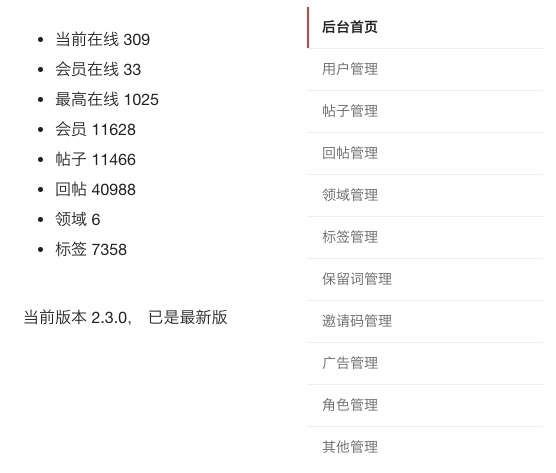 当前在线 309
会员在线 33
最高在线 1025
会员 11628
帖子 11466
回帖 40988
领域 6
标签 7358
当前版本 2.3.0, 已是最新版
后台首页
用户管理
帖子管理
回帖管理
领域管理
标签管理
保留词管理
邀请码管理
广告管理
角色管理
其他管理